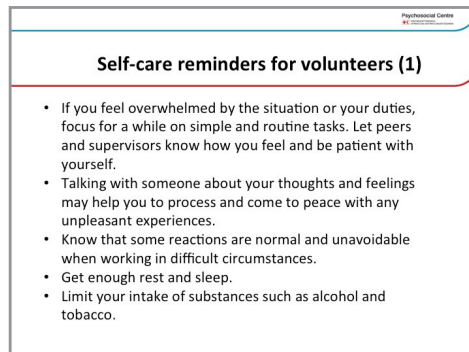 Psychosocial Centre
Self-care reminders for volunteers (1)
• If you feel overwhelmed by the situation or your duties,
focus for a while on simple and routine tasks. Let peers
and supervisors know how you feel and be patient with
yourself.
• Talking with someone about your thoughts and feelings
may help you to process and come to peace with any
unpleasant experiences.
• Know that some reactions are normal and unavoidable
when working in difficult circumstances.
• Get enough rest and sleep.
• Limit your intake of substances such as alcohol and
tobacco.